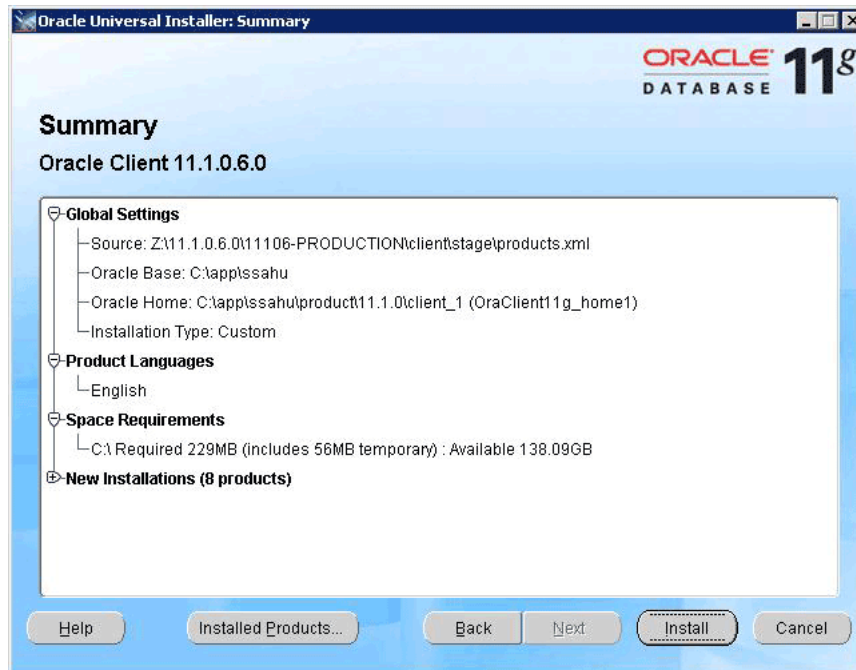 Oracle Universal Installer: Summary
ORACLE 11g
DATABASE
Summary
Oracle Client 11.1.0.6.0
Global Settings
Source: Z:\11.1.0.6.0\11106-PRODUCTION\client\stage\products.xml
Oracle Base: C:\app\ssahu
Oracle Home: C:\app\ssahu\product\11.1.0\client_1 (OraClient11g_home1)
Installation Type: Custom
Product Languages
English
Space Requirements
C:\ Required 229MB (includes 56MB temporary) : Available 138.09GB
New Installations (8 products)
Help Installed Products... Back Next Install Cancel